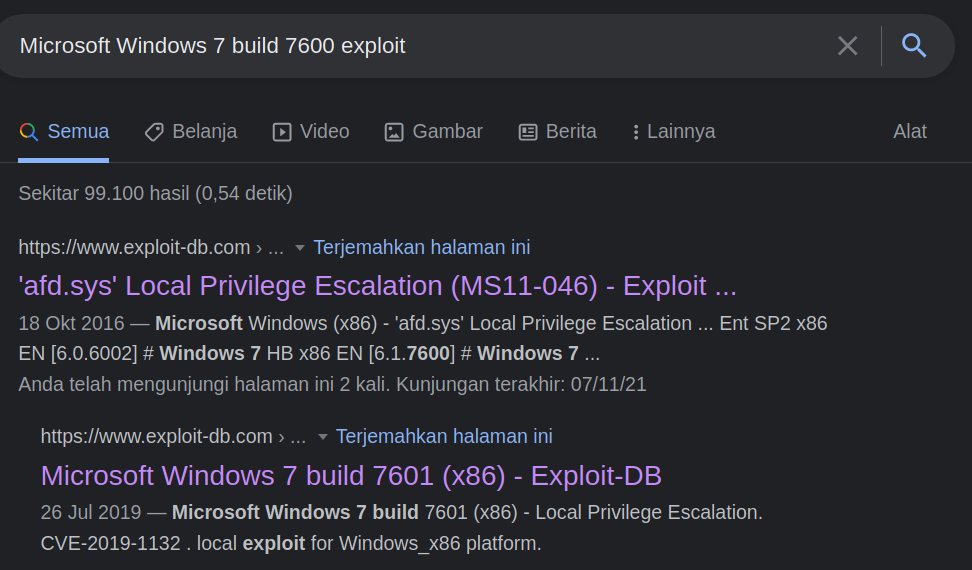 Microsoft Windows 7 build 7600 exploit
Semua Belanja Video Gambar Berita Lainnya Alat
Sekitar 99.100 hasil (0,54 detik)
https://www.exploit-db.com › ... Terjemahkan halaman ini
'afd.sys' Local Privilege Escalation (MS11-046) - Exploit ...
18 Okt 2016 — Microsoft Windows (x86) - 'afd.sys' Local Privilege Escalation ... Ent SP2 x86
EN [6.0.6002] # Windows 7 HB x86 EN [6.1.7600] # Windows 7 ...
Anda telah mengunjungi halaman ini 2 kali. Kunjungan terakhir: 07/11/21
https://www.exploit-db.com › ... Terjemahkan halaman ini
Microsoft Windows 7 build 7601 (x86) - Exploit-DB
26 Jul 2019 — Microsoft Windows 7 build 7601 (x86) - Local Privilege Escalation.
CVE-2019-1132 . local exploit for Windows_x86 platform.